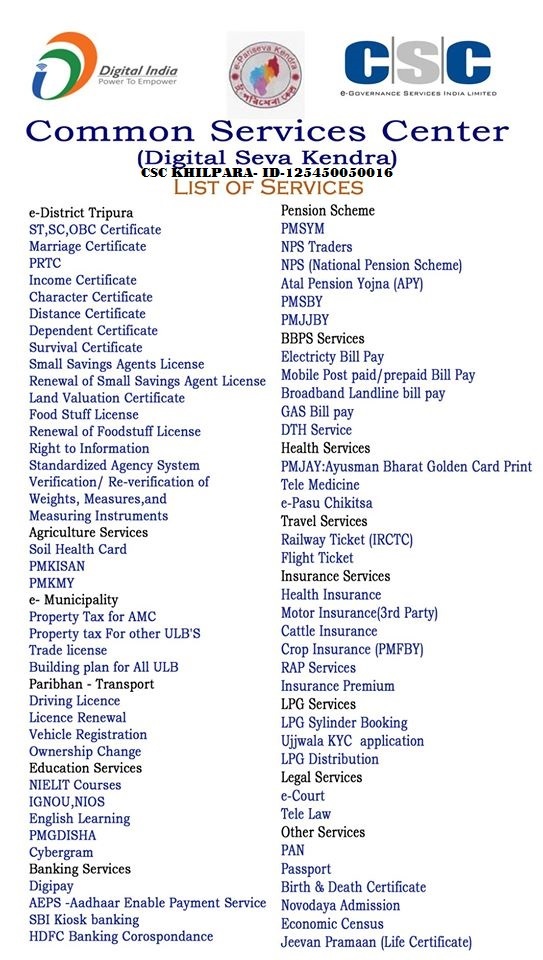 Digital India
Power To Empower
e-Pariseva Kendra
ই-পরিষেবা কেন্দ্র
CSC
e-Governance Services India Limited
Common Services Center
(Digital Seva Kendra)
CSC KHILPARA- ID-125450050016
List of Services
e-District Tripura
ST,SC,OBC Certificate
Marriage Certificate
PRTC
Income Certificate
Character Certificate
Distance Certificate
Dependent Certificate
Survival Certificate
Small Savings Agents License
Renewal of Small Savings Agent License
Land Valuation Certificate
Food Stuff License
Renewal of Foodstuff License
Right to Information
Standardized Agency System
Verification/ Re-verification of
Weights, Measures,and
Measuring Instruments
Agriculture Services
Soil Health Card
PMKISAN
PMKMY
e- Municipality
Property Tax for AMC
Property tax For other ULB'S
Trade license
Building plan for All ULB
Paribhan - Transport
Driving Licence
Licence Renewal
Vehicle Registration
Ownership Change
Education Services
NIELIT Courses
IGNOU,NIOS
English Learning
PMGDISHA
Cybergram
Banking Services
Digipay
AEPS -Aadhaar Enable Payment Service
SBI Kiosk banking
HDFC Banking Corospondance
Pension Scheme
PMSYM
NPS Traders
NPS (National Pension Scheme)
Atal Pension Yojna (APY)
PMSBY
PMJJBY
BBPS Services
Electricty Bill Pay
Mobile Post paid/prepaid Bill Pay
Broadband Landline bill pay
GAS Bill pay
DTH Service
Health Services
PMJAY:Ayusman Bharat Golden Card Print
Tele Medicine
e-Pasu Chikitsa
Travel Services
Railway Ticket (IRCTC)
Flight Ticket
Insurance Services
Health Insurance
Motor Insurance(3rd Party)
Cattle Insurance
Crop Insurance (PMFBY)
RAP Services
Insurance Premium
LPG Services
LPG Sylinder Booking
Ujjwala KYC application
LPG Distribution
Legal Services
e-Court
Tele Law
Other Services
PAN
Passport
Birth & Death Certificate
Novodaya Admission
Economic Census
Jeevan Pramaan (Life Certificate)